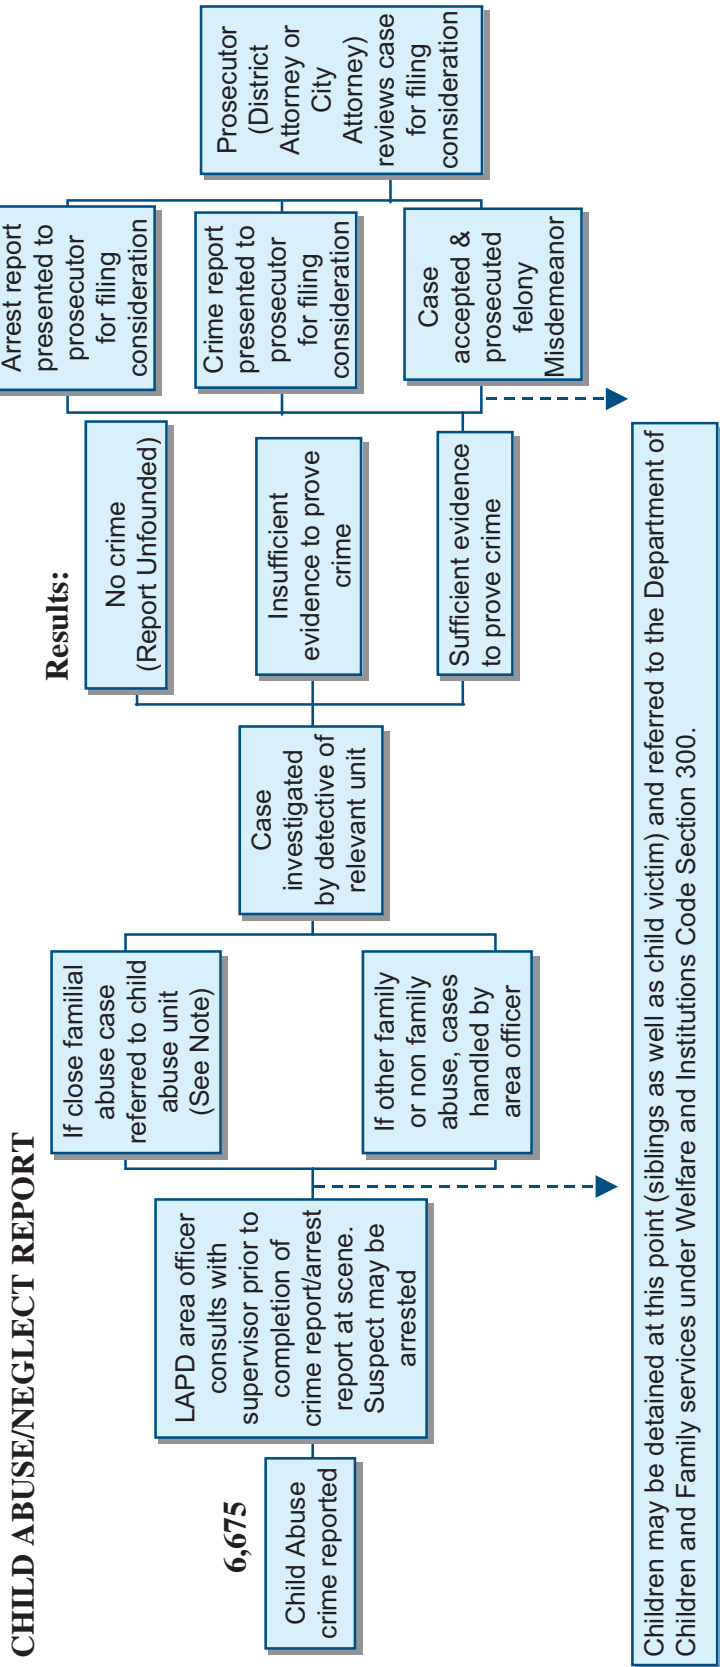 CHILD ABUSE/NEGLECT REPORT
6,675
Child Abuse
crime reported
LAPD area officer
consults with
supervisor prior to
completion of
crime report/arrest
report at scene.
Suspect may be
arrested
If close familial
abuse case
referred to child
abuse unit
(See Note)
If other family
or non family
abuse, cases
handled by
area officer
Case
investigated
by detective of
relevant unit
Results:
No crime
(Report Unfounded)
Insufficient
evidence to prove
crime
Sufficient evidence
to prove crime
Arrest report
presented to
prosecutor
for filing
consideration
Crime report
presented to
prosecutor
for filing
consideration
Case
accepted &
prosecuted
felony
Misdemeanor
Prosecutor
(District
Attorney or
City
Attorney)
reviews case
for filing
consideration
Children may be detained at this point (siblings as well as child victim) and referred to the Department of
Children and Family services under Welfare and Institutions Code Section 300.